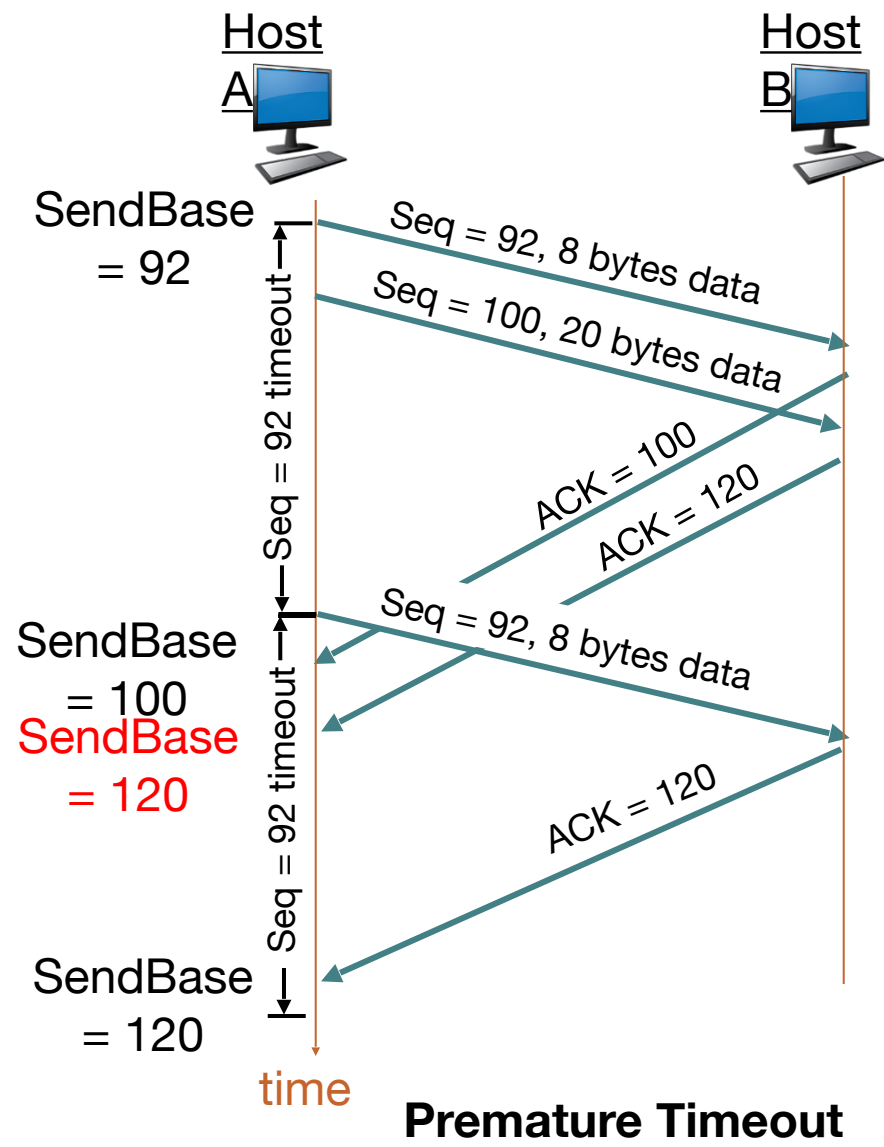 Host
A
Host
B
SendBase
= 92
Seq = 92, 8 bytes data
Seq = 100, 20 bytes data
Seq = 92 timeout
ACK = 100
ACK = 120
Seq = 92, 8 bytes data
SendBase
= 100
SendBase
= 120
Seq = 92 timeout
ACK = 120
SendBase
= 120
time
Premature Timeout